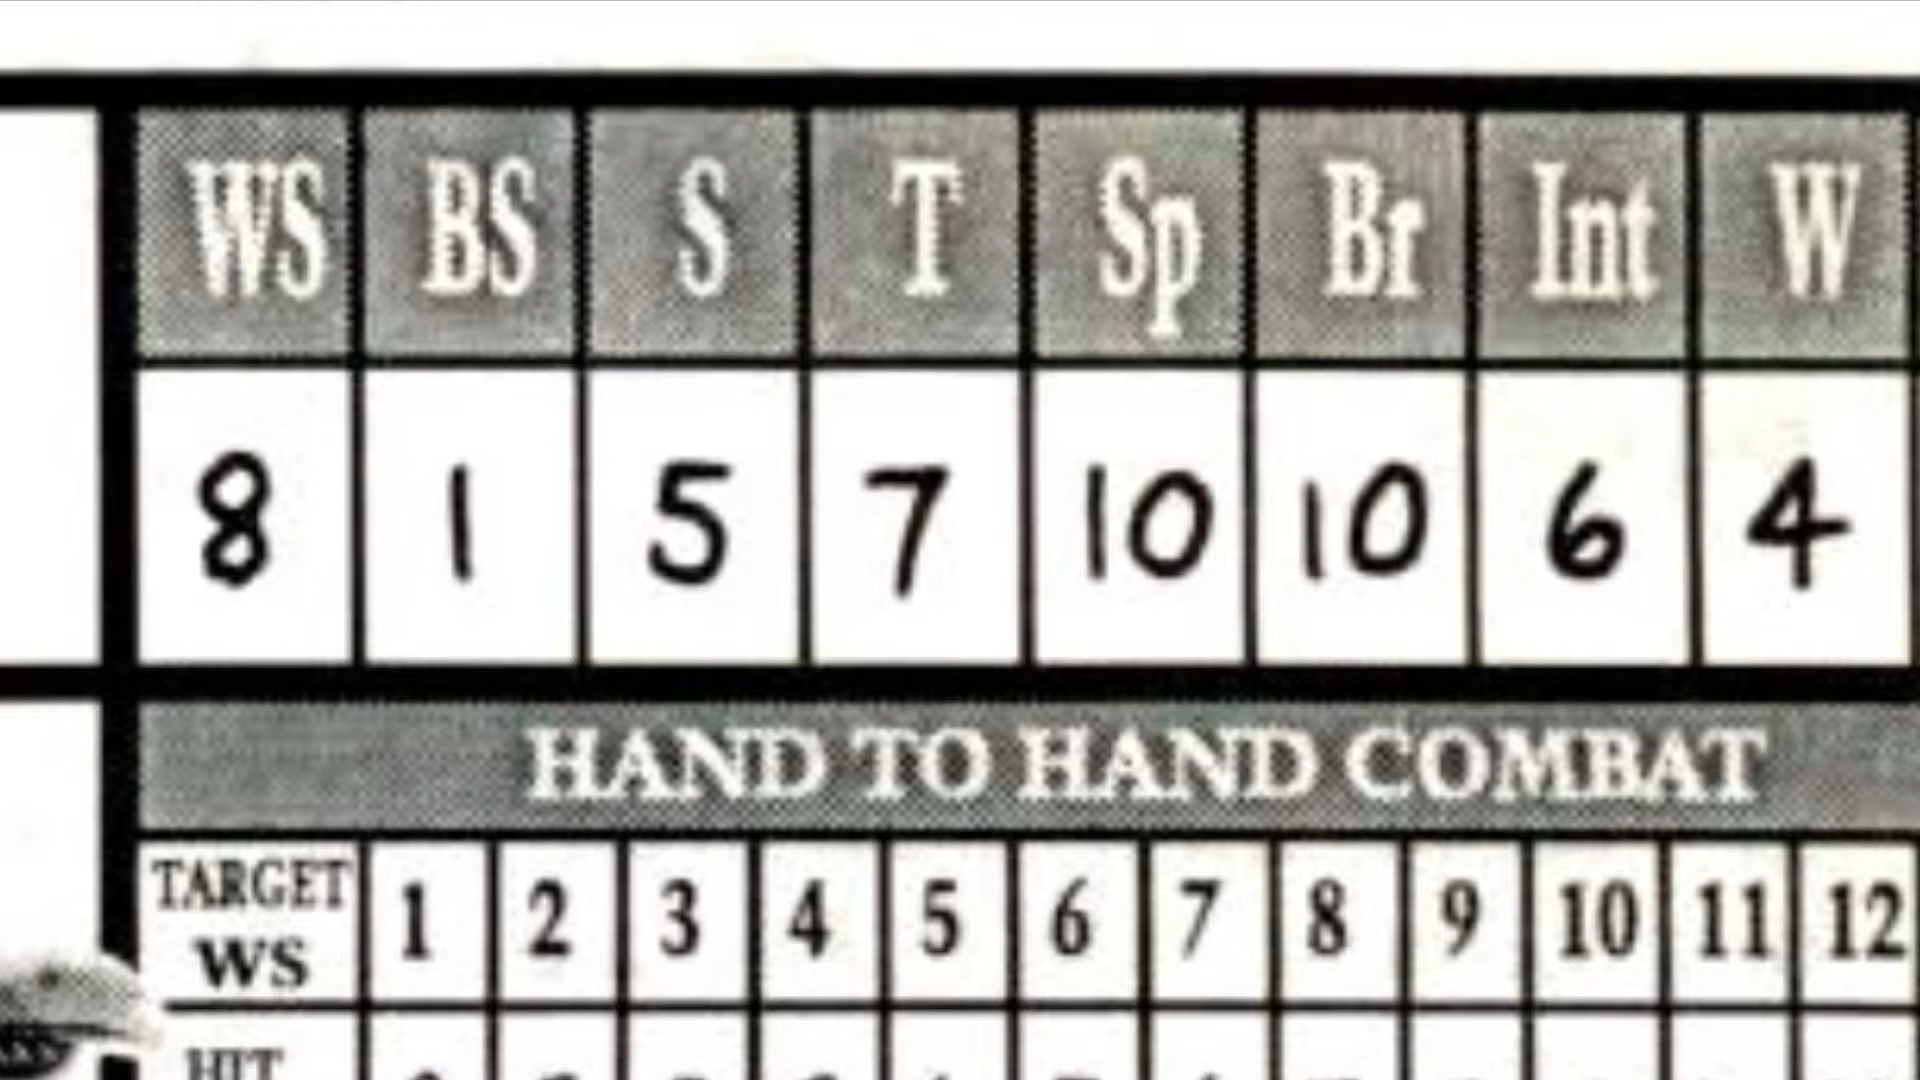 WS BS S T Sp Br Int W
8 1 5 7 10 10 6 4
HAND TO HAND COMBAT
TARGET WS 1 2 3 4 5 6 7 8 9 10 11 12
HIT